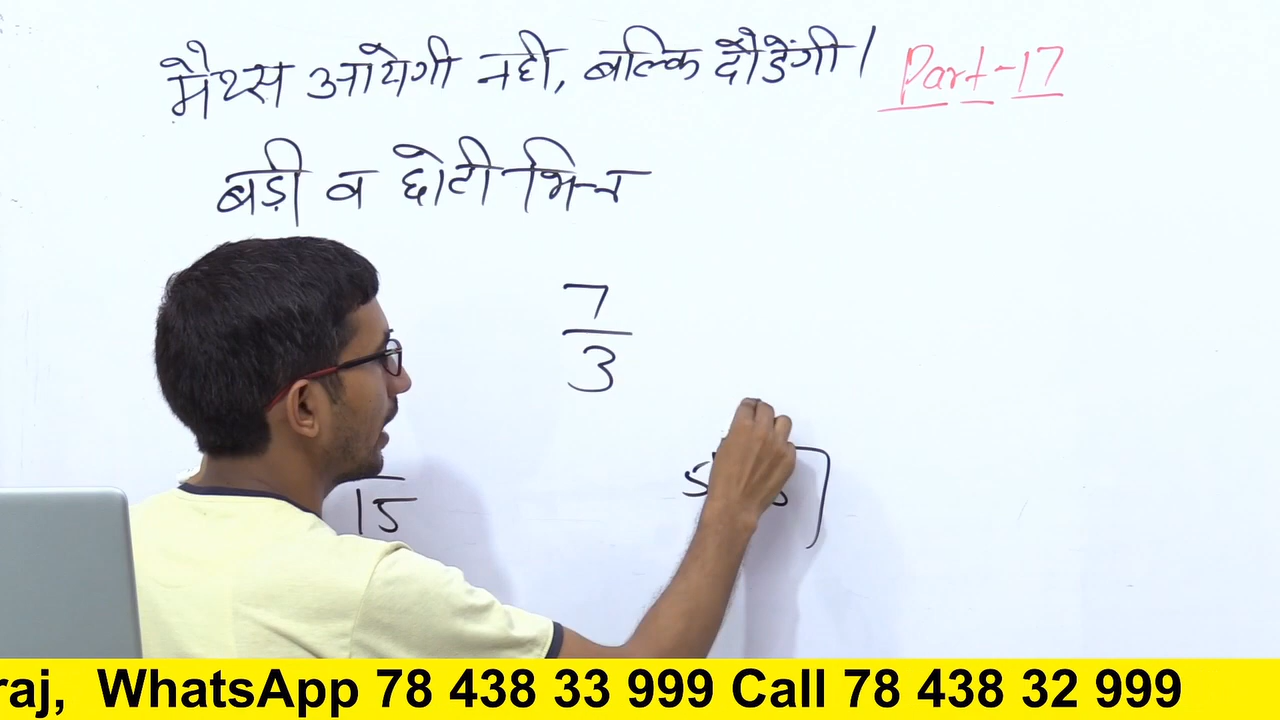 मैथ्स आयेगी नही, बल्कि दौडेंगी। Part-17
बड़ी व छोटी भिन्न
7
3
15
5
raj, WhatsApp 78 438 33 999 Call 78 438 32 999